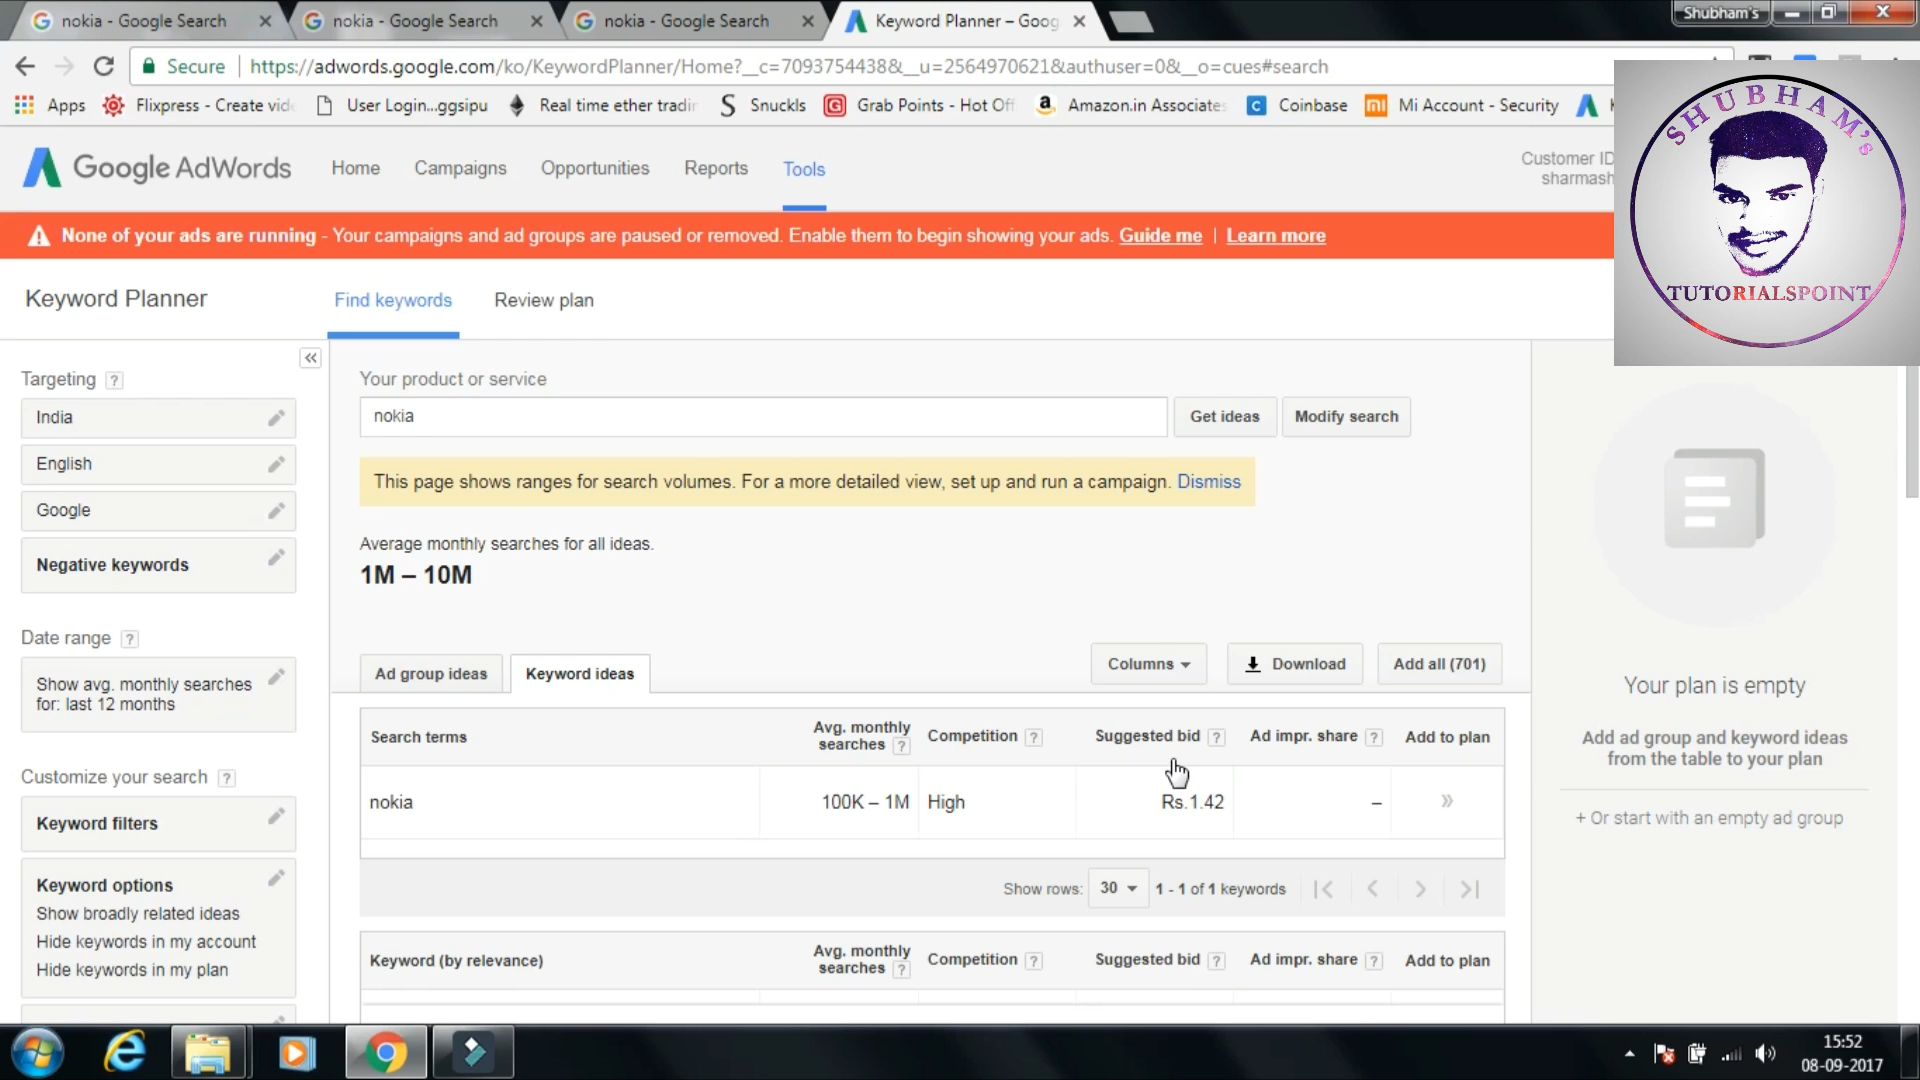 nokia - Google Search
nokia - Google Search
nokia - Google Search
Keyword Planner – Goog
Shubham's
Secure
https://adwords.google.com/ko/KeywordPlanner/Home?__c=7093754438&__u=2564970621&authuser=0&__o=cues#search
Apps
Flixpress - Create vide
User Login...ggsipu
Real time ether tradin
Snuckls
Grab Points - Hot Off
Amazon.in Associates
Coinbase
Mi Account - Security
SHUBHAM's
TUTORIALSPOINT
Google AdWords
Home
Campaigns
Opportunities
Reports
Tools
Customer ID
sharmash
None of your ads are running - Your campaigns and ad groups are paused or removed. Enable them to begin showing your ads. Guide me | Learn more
Keyword Planner
Find keywords
Review plan
Targeting ?
India
English
Google
Negative keywords
Date range ?
Show avg. monthly searches
for: last 12 months
Customize your search ?
Keyword filters
Keyword options
Show broadly related ideas
Hide keywords in my account
Hide keywords in my plan
Your product or service
nokia
Get ideas
Modify search
This page shows ranges for search volumes. For a more detailed view, set up and run a campaign. Dismiss
Average monthly searches for all ideas.
1M – 10M
Ad group ideas
Keyword ideas
Columns
Download
Add all (701)
Search terms
Avg. monthly
searches ?
Competition ?
Suggested bid ?
Ad impr. share ?
Add to plan
nokia
100K – 1M
High
Rs.1.42
–
»
Show rows:
30
1 - 1 of 1 keywords
Keyword (by relevance)
Avg. monthly
searches ?
Competition ?
Suggested bid ?
Ad impr. share ?
Add to plan
Your plan is empty
Add ad group and keyword ideas
from the table to your plan
+ Or start with an empty ad group
15:52
08-09-2017